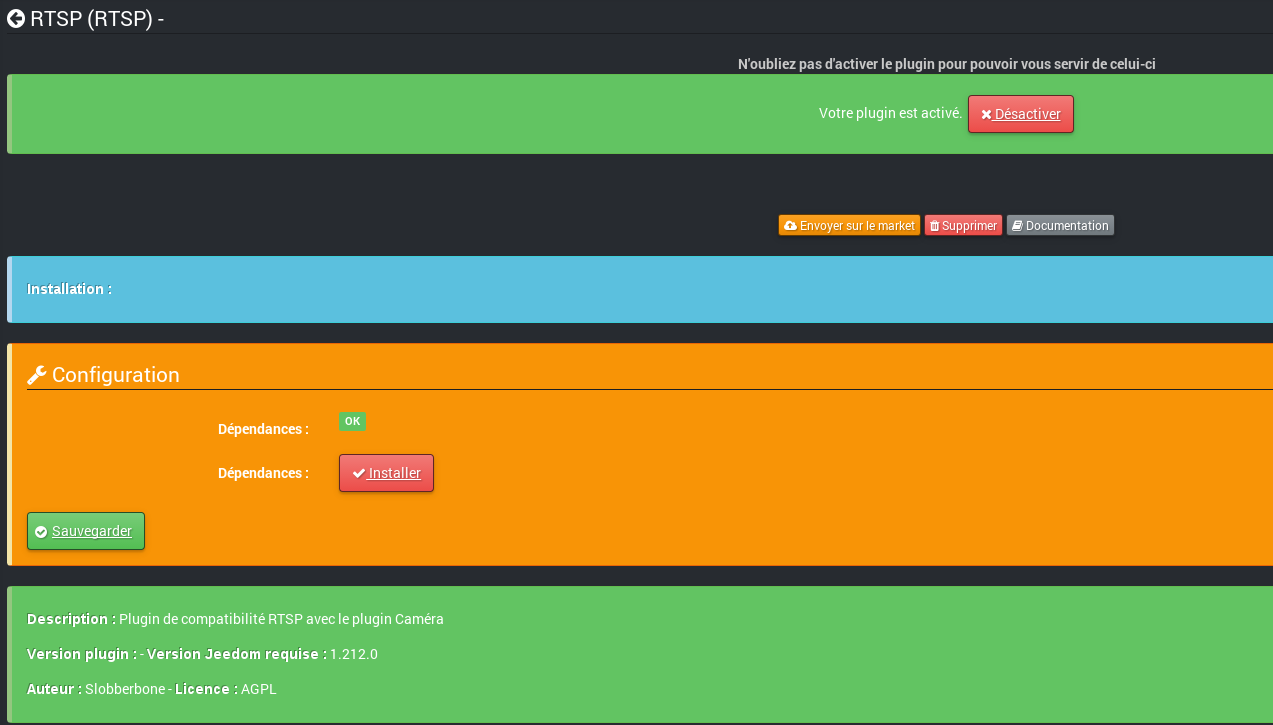 RTSP (RTSP) -
N'oubliez pas d'activer le plugin pour pouvoir vous servir de celui-ci
Votre plugin est activé. Désactiver
Envoyer sur le market Supprimer Documentation
Installation :
Configuration
Dépendances : OK
Dépendances : Installer
Sauvegarder
Description : Plugin de compatibilité RTSP avec le plugin Caméra
Version plugin : - Version Jeedom requise : 1.212.0
Auteur : Slobberbone - Licence : AGPL